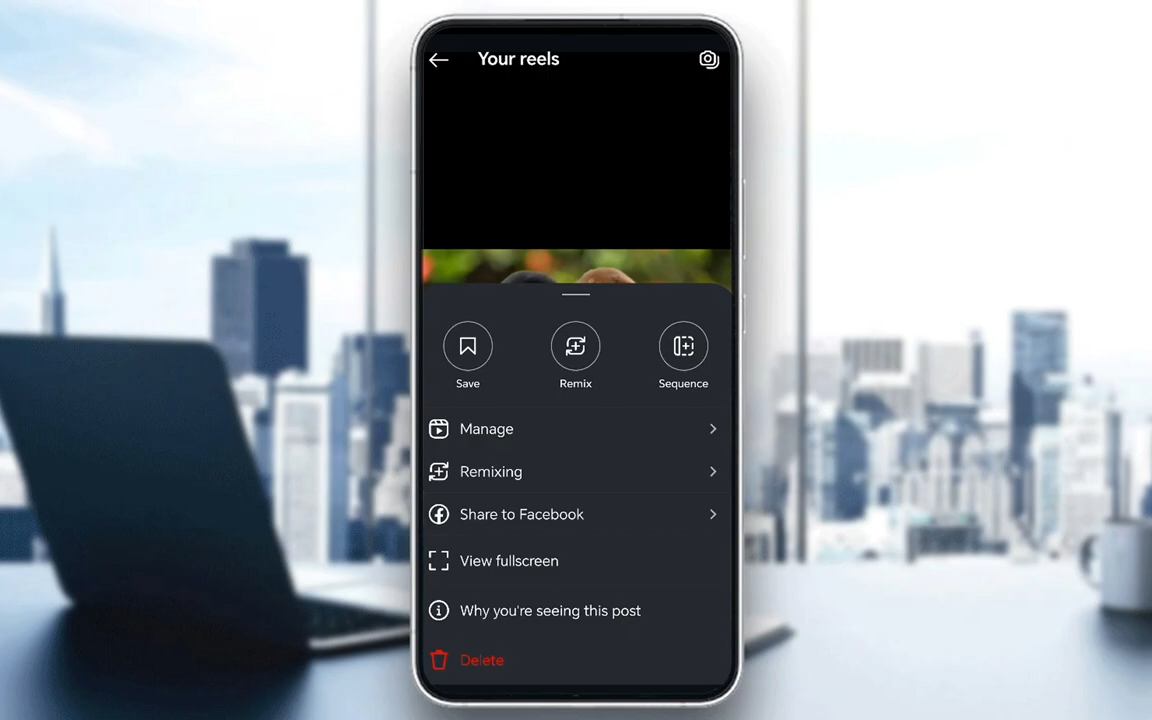 Your reels
Save
Remix
Sequence
Manage
Remixing
Share to Facebook
View fullscreen
Why you're seeing this post
Delete